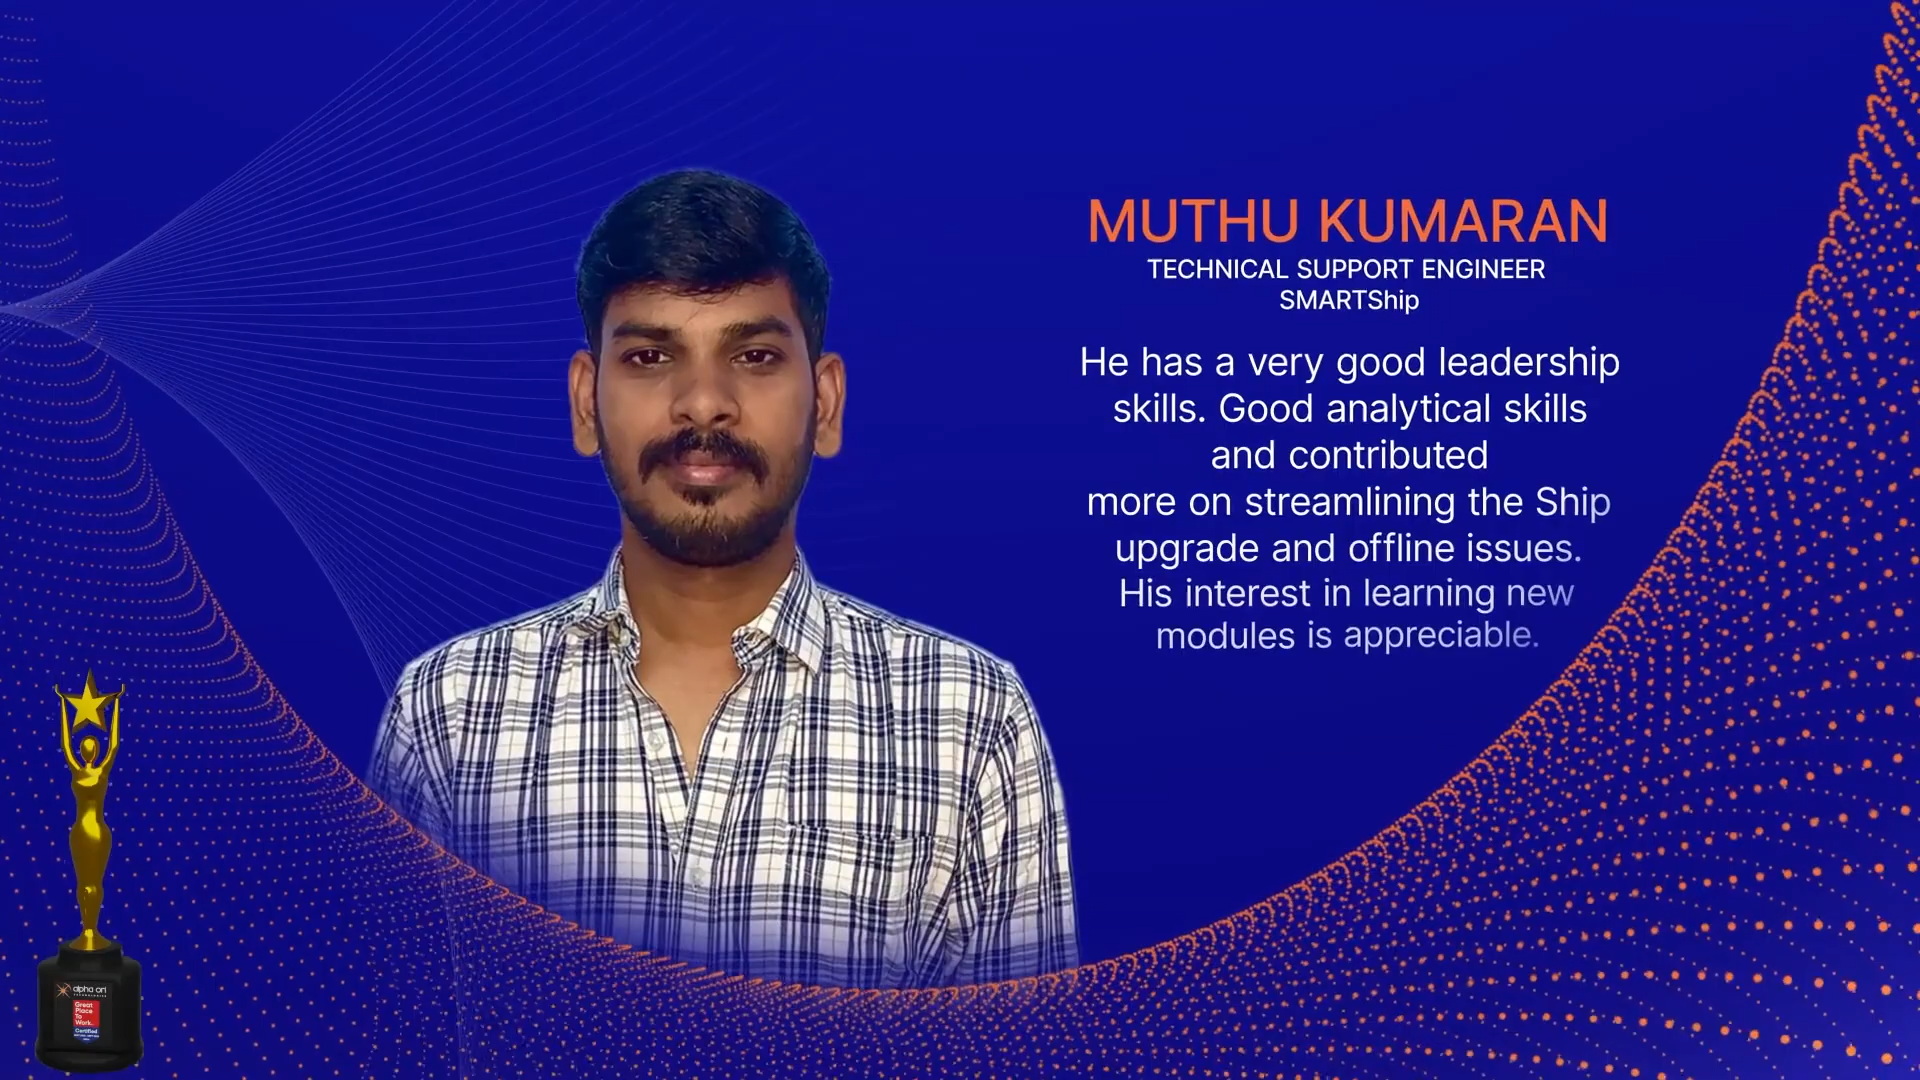 MUTHU KUMARAN
TECHNICAL SUPPORT ENGINEER
SMARTShip
He has a very good leadership
skills. Good analytical skills
and contributed
more on streamlining the Ship
upgrade and offline issues.
His interest in learning new
modules is appreciable.
alpha ori
TECHNOLOGIES
Great
Place
To
Work.
Certified